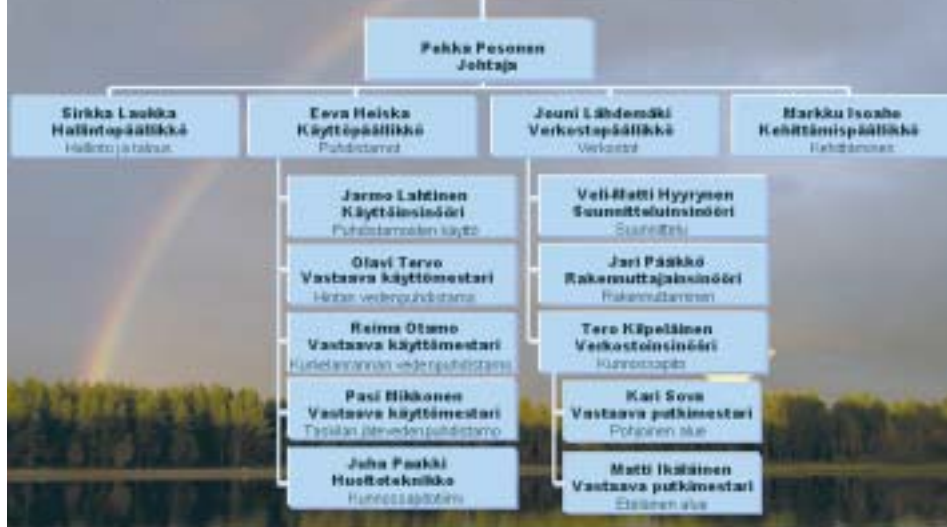 Pekka Pesonen
Johtaja
Sirkka Laukka
Hallintopäällikkö
Hallinto ja talous
Eeva Heiska
Käyttöpäällikkö
Puhdistamot
Jouni Lähdemäki
Verkostopäällikkö
Verkostot
Markku Isoaho
Kehittämispäällikkö
Kehittäminen
Jarmo Lahtinen
Käyttöinsinööri
Puhdistamoiden käyttö
Olavi Tervo
Vastaava käyttömestari
Hintan vedenpuhdistamo
Reima Otamo
Vastaava käyttömestari
Kurkelanrannan vedenpuhdistamo
Pasi Mikkonen
Vastaava käyttömestari
Taskilan jätevedenpuhdistamo
Juha Paakki
Huoltoteknikko
Kunnossapitotiimi
Veli-Matti Hyyrynen
Suunnitteluinsinööri
Suunnittelu
Jari Pääkkö
Rakennuttajainsinööri
Rakennuttaminen
Tero Kilpeläinen
Verkostoinsinööri
Kunnossapito
Kari Sova
Vastaava putkimestari
Pohjoinen alue
Matti Ikäläinen
Vastaava putkimestari
Eteläinen alue